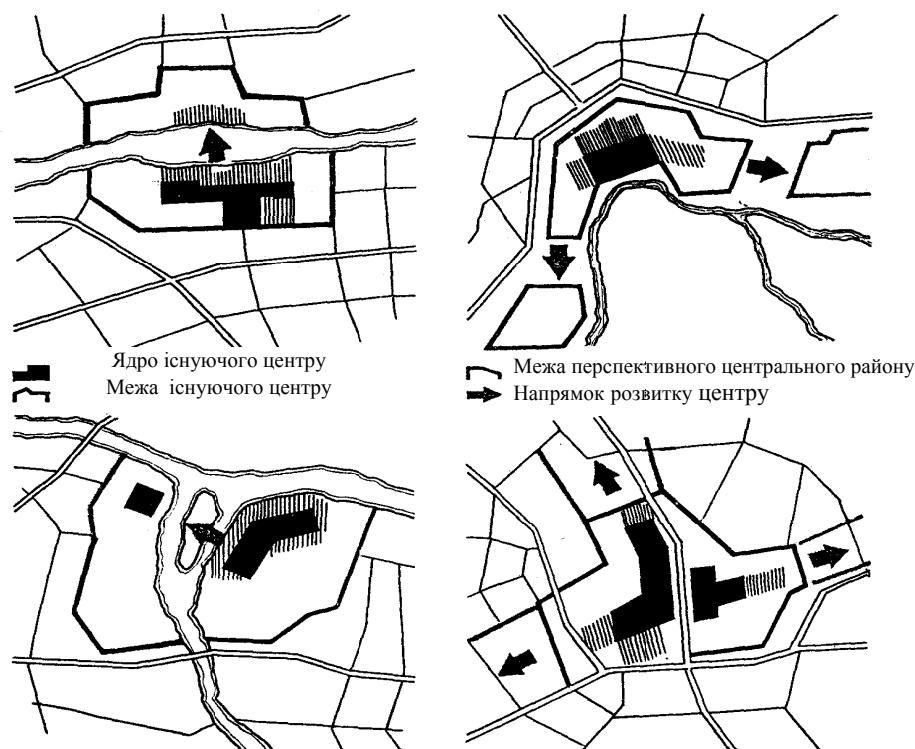 Ядро існуючого центру
Межа існуючого центру
Межа перспективного центрального району
Напрямок розвитку центру